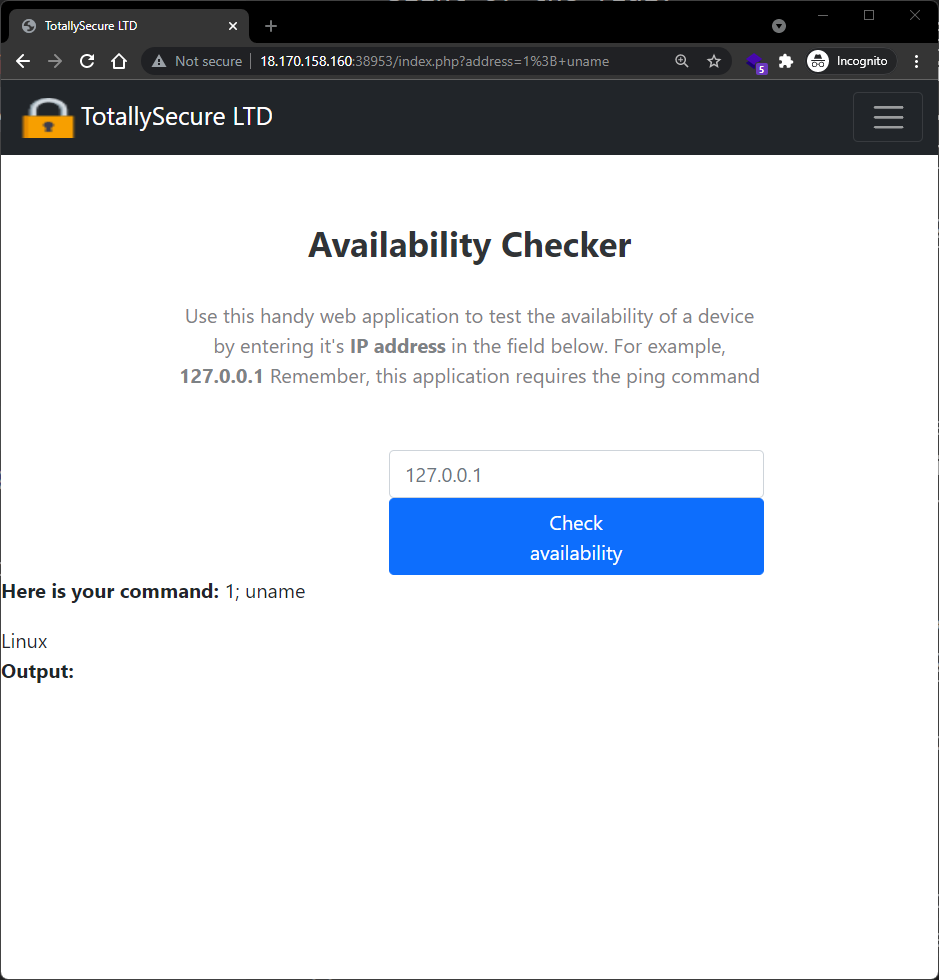 TotallySecure LTD
Not secure | 18.170.158.160:38953/index.php?address=1%3B+uname
5
Incognito
TotallySecure LTD
Availability Checker
Use this handy web application to test the availability of a device
by entering it's IP address in the field below. For example,
127.0.0.1 Remember, this application requires the ping command
127.0.0.1
Check
availability
Here is your command: 1; uname
Linux
Output: